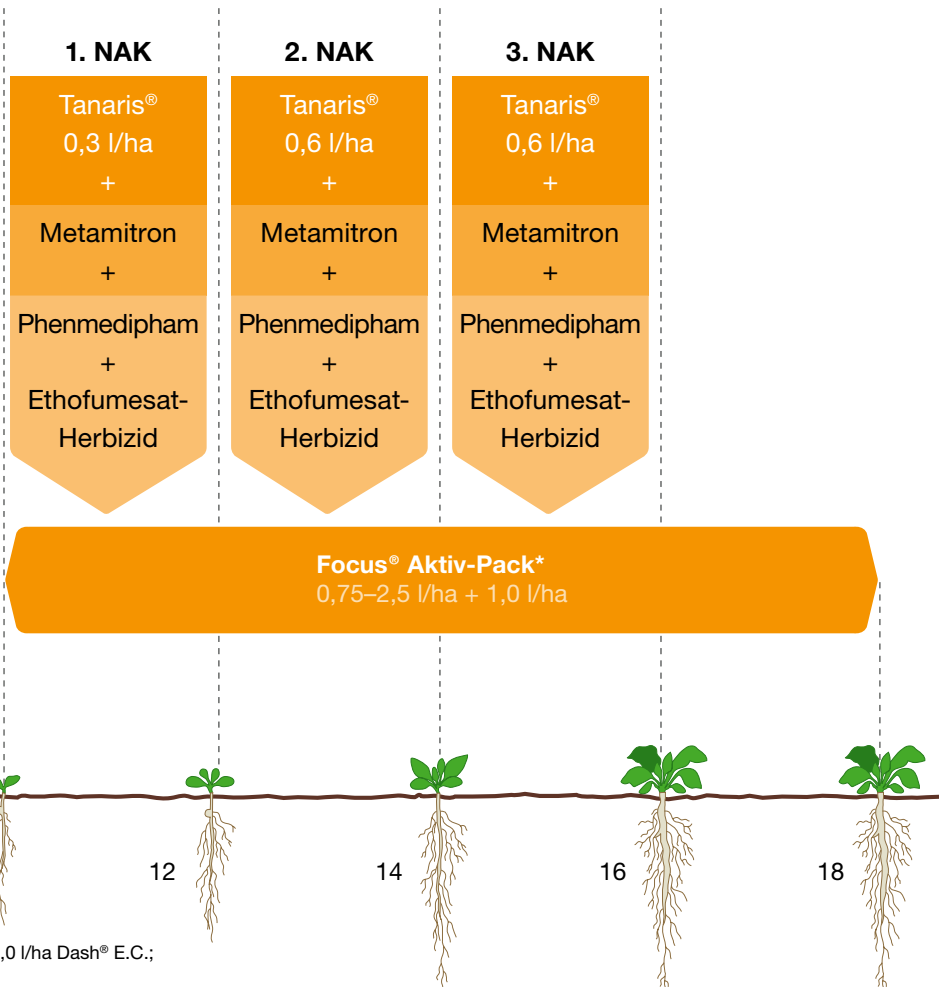 1. NAK
Tanaris®
0,3 l/ha
+
Metamitron
+
Phenmedipham
+
Ethofumesat-
Herbizid
2. NAK
Tanaris®
0,6 l/ha
+
Metamitron
+
Phenmedipham
+
Ethofumesat-
Herbizid
3. NAK
Tanaris®
0,6 l/ha
+
Metamitron
+
Phenmedipham
+
Ethofumesat-
Herbizid
Focus® Aktiv-Pack*
0,75–2,5 l/ha + 1,0 l/ha
12
14
16
18
,0 l/ha Dash® E.C.;